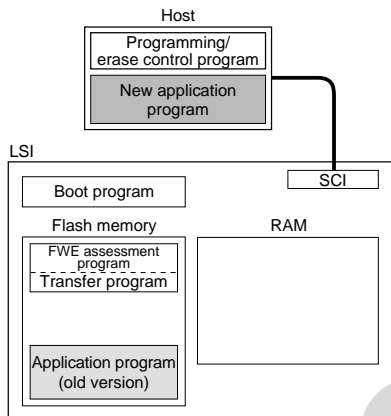 Host
Programming/
erase control program
New application
program
LSI
SCI
Boot program
Flash memory
RAM
FWE assessment
program
Transfer program
Application program
(old version)